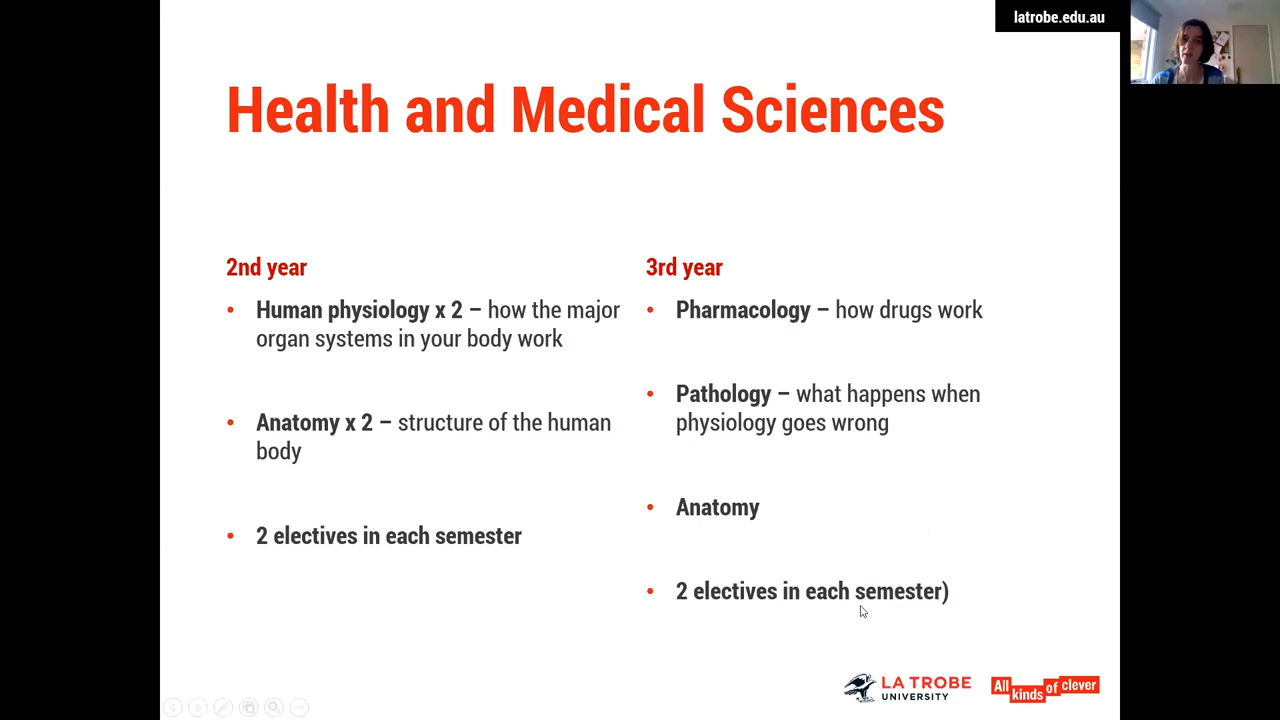 latrobe.edu.au
Health and Medical Sciences
2nd year
• Human physiology x 2 – how the major
organ systems in your body work
• Anatomy x 2 – structure of the human
body
• 2 electives in each semester
3rd year
• Pharmacology – how drugs work
• Pathology – what happens when
physiology goes wrong
• Anatomy
• 2 electives in each semester)
LA TROBE
UNIVERSITY
All kinds of clever